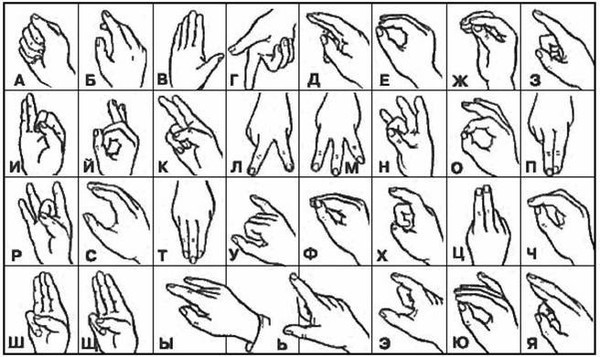 А Б В Г Д Е Ж З
И Й К Л М Н О П
Р С Т У Ф Х Ц Ч
Ш Щ Ы Ь Э Ю Я